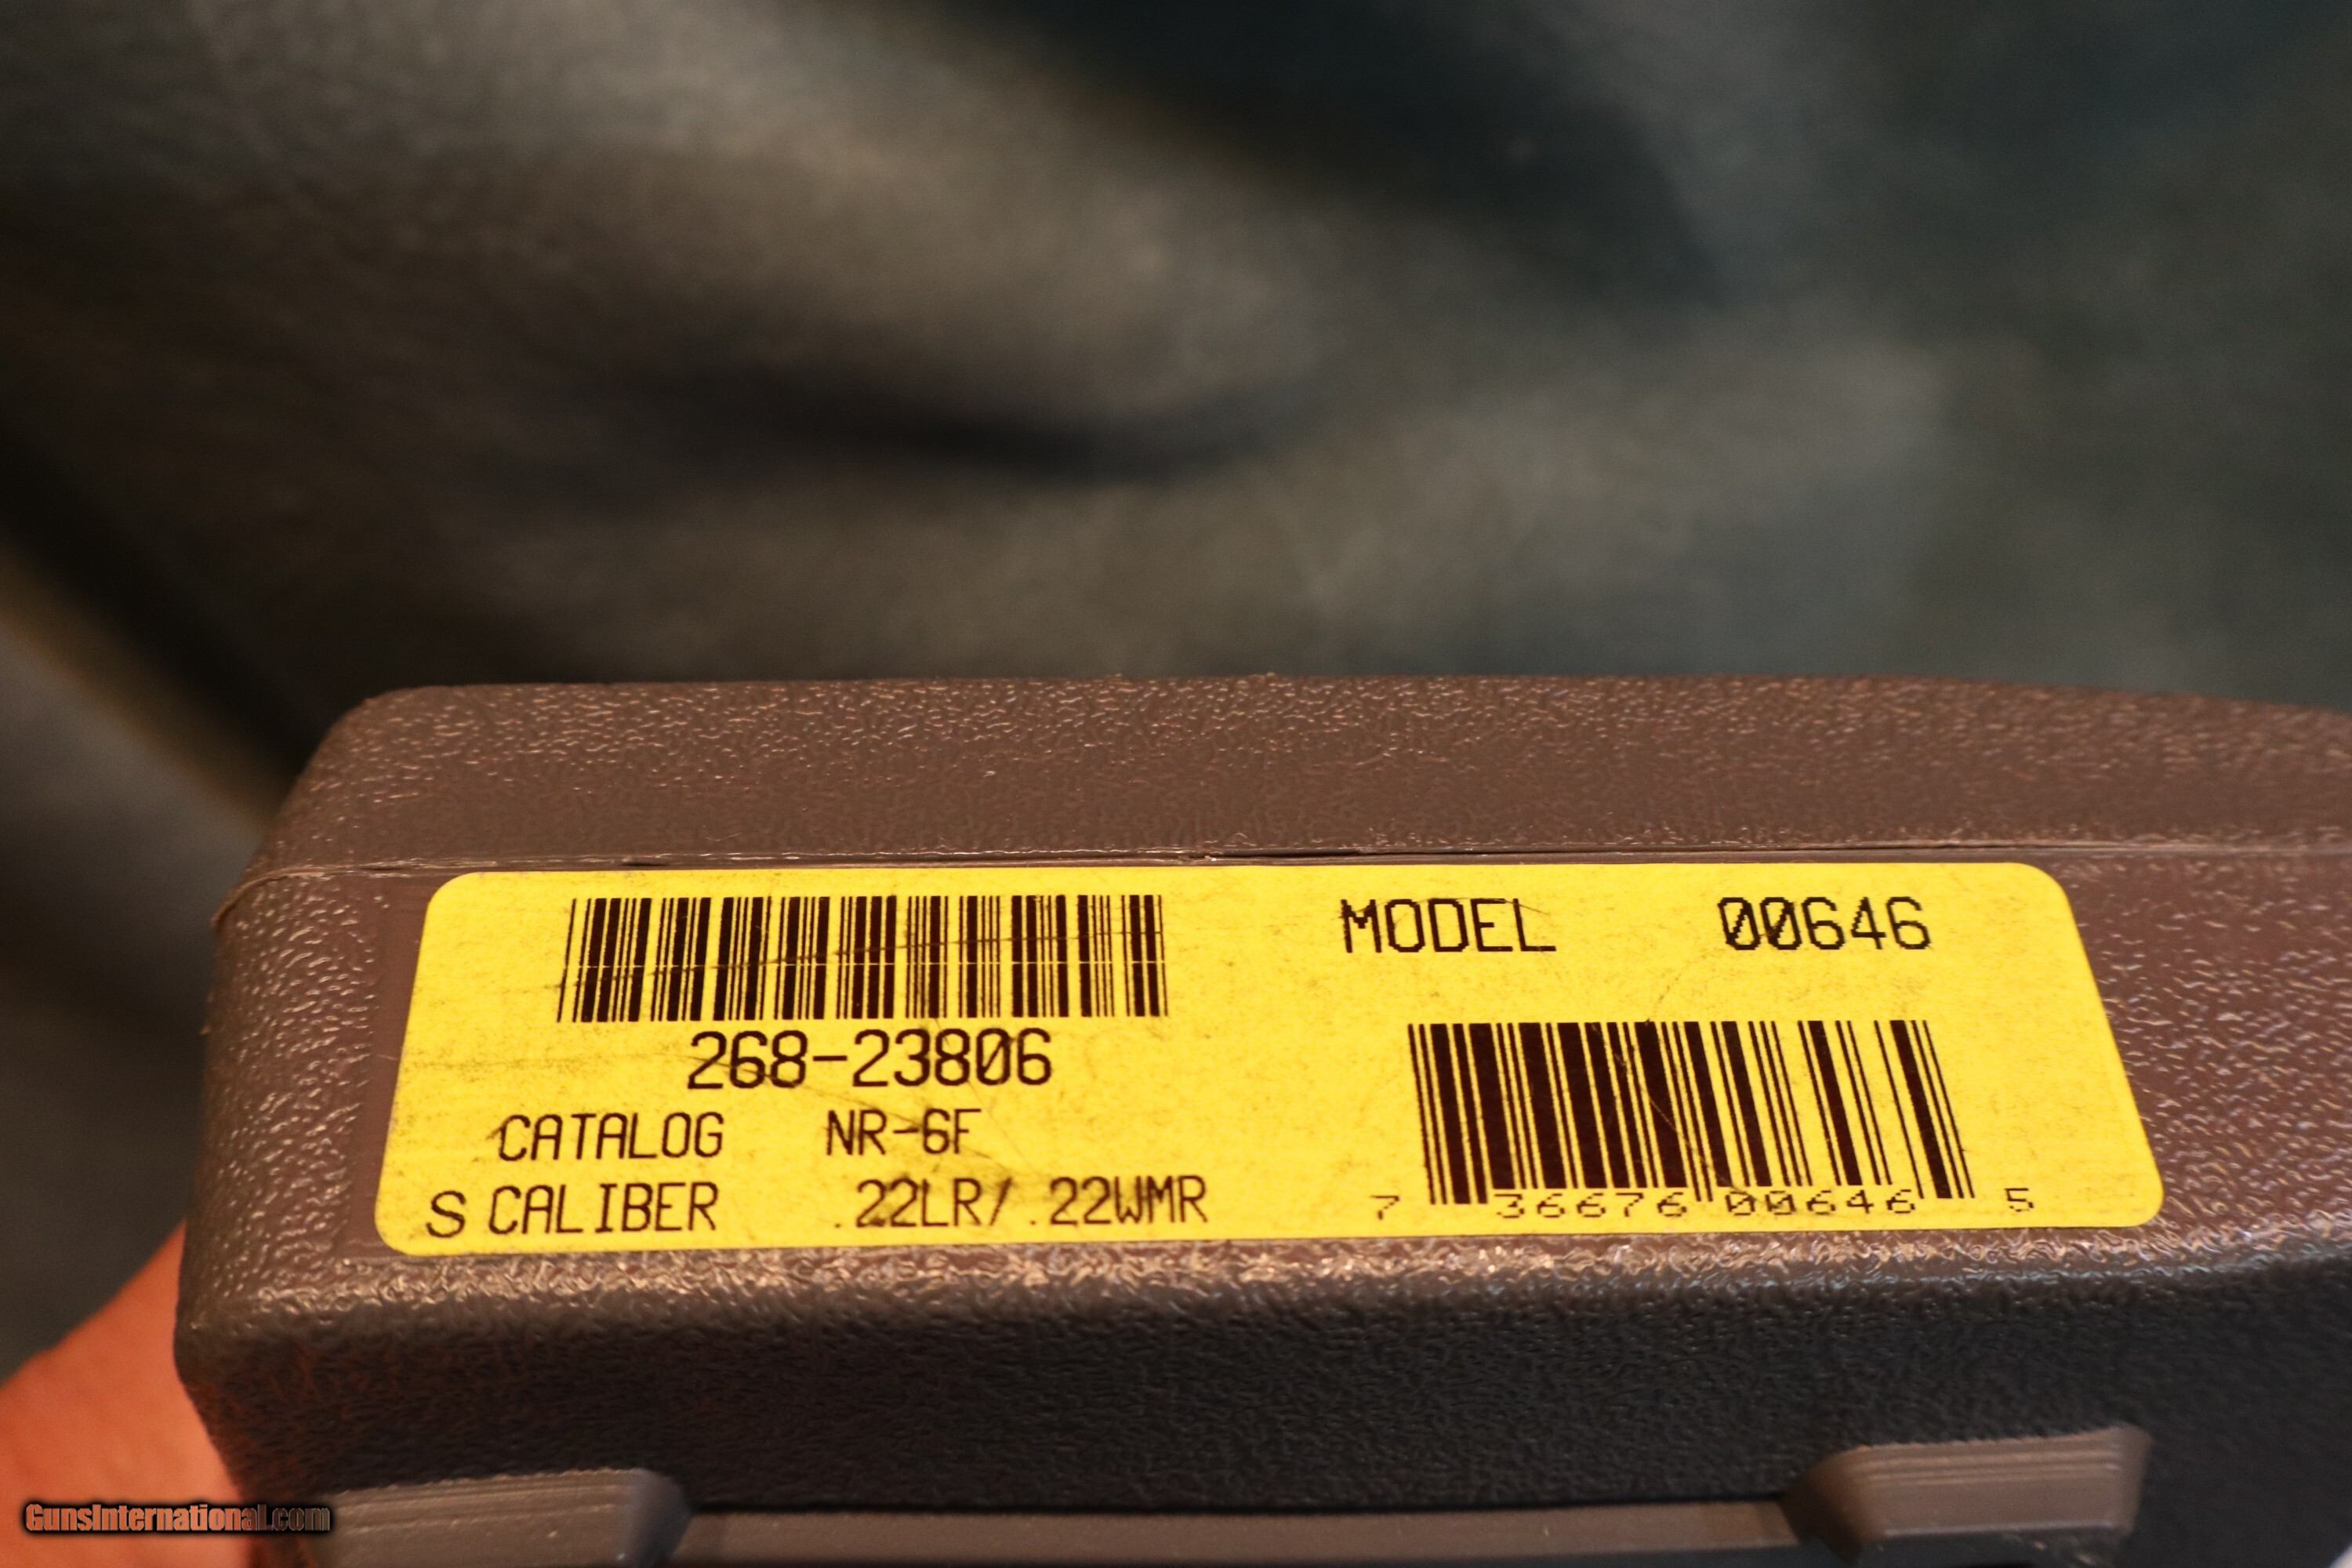 MODEL 00646
268-23806
CATALOG NR-6F
S CALIBER .22LR/.22WMR
7 36676 00646 5
GunsInternational.com